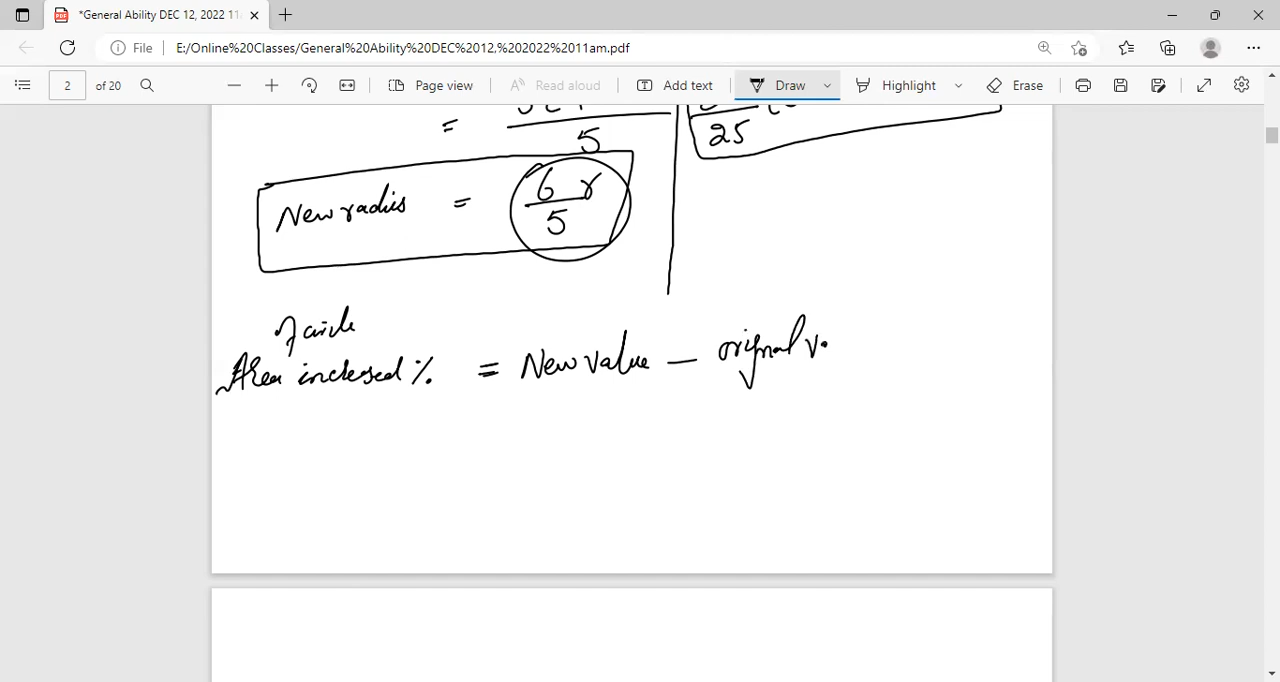 *General Ability DEC 12, 2022 11
File E:/Online%20Classes/General%20Ability%20DEC%2012,%202022%2011am.pdf
2 of 20 Page view Read aloud Add text Draw Highlight Erase
= 5
25
New radius = 6r
5
of circle
Area incresed % = New value - original v